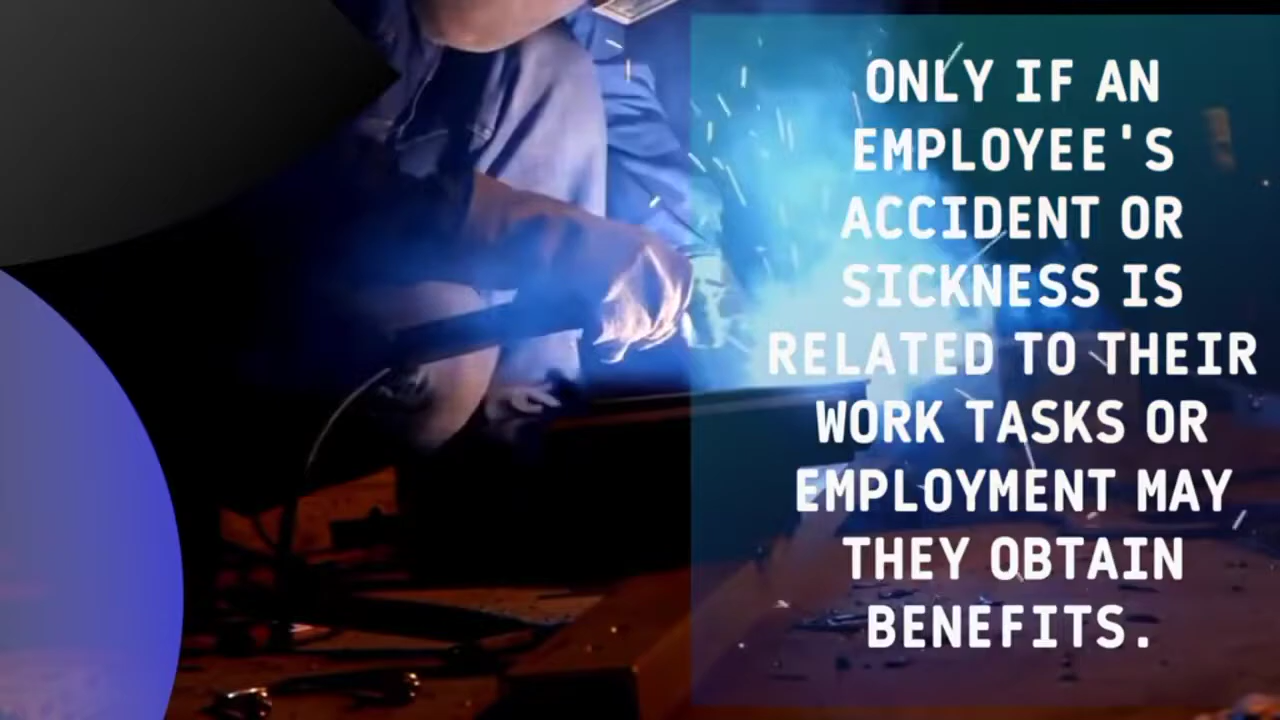 ONLY IF AN
EMPLOYEE'S
ACCIDENT OR
SICKNESS IS
RELATED TO THEIR
WORK TASKS OR
EMPLOYMENT MAY
THEY OBTAIN
BENEFITS.